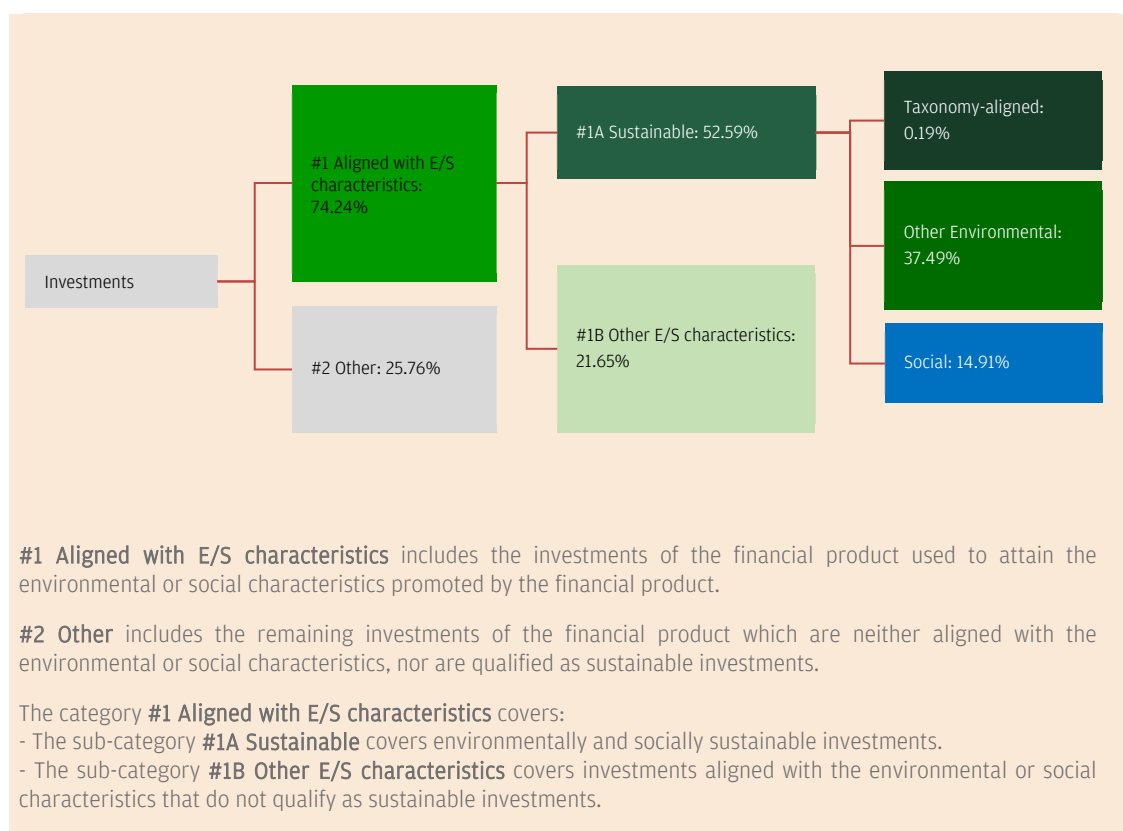 Investments
#1 Aligned with E/S
characteristics:
74.24%
#2 Other: 25.76%
#1A Sustainable: 52.59%
#1B Other E/S characteristics:
21.65%
Taxonomy-aligned:
0.19%
Other Environmental:
37.49%
Social: 14.91%
#1 Aligned with E/S characteristics includes the investments of the financial product used to attain the
environmental or social characteristics promoted by the financial product.
#2 Other includes the remaining investments of the financial product which are neither aligned with the
environmental or social characteristics, nor are qualified as sustainable investments.
The category #1 Aligned with E/S characteristics covers:
- The sub-category #1A Sustainable covers environmentally and socially sustainable investments.
- The sub-category #1B Other E/S characteristics covers investments aligned with the environmental or social
characteristics that do not qualify as sustainable investments.